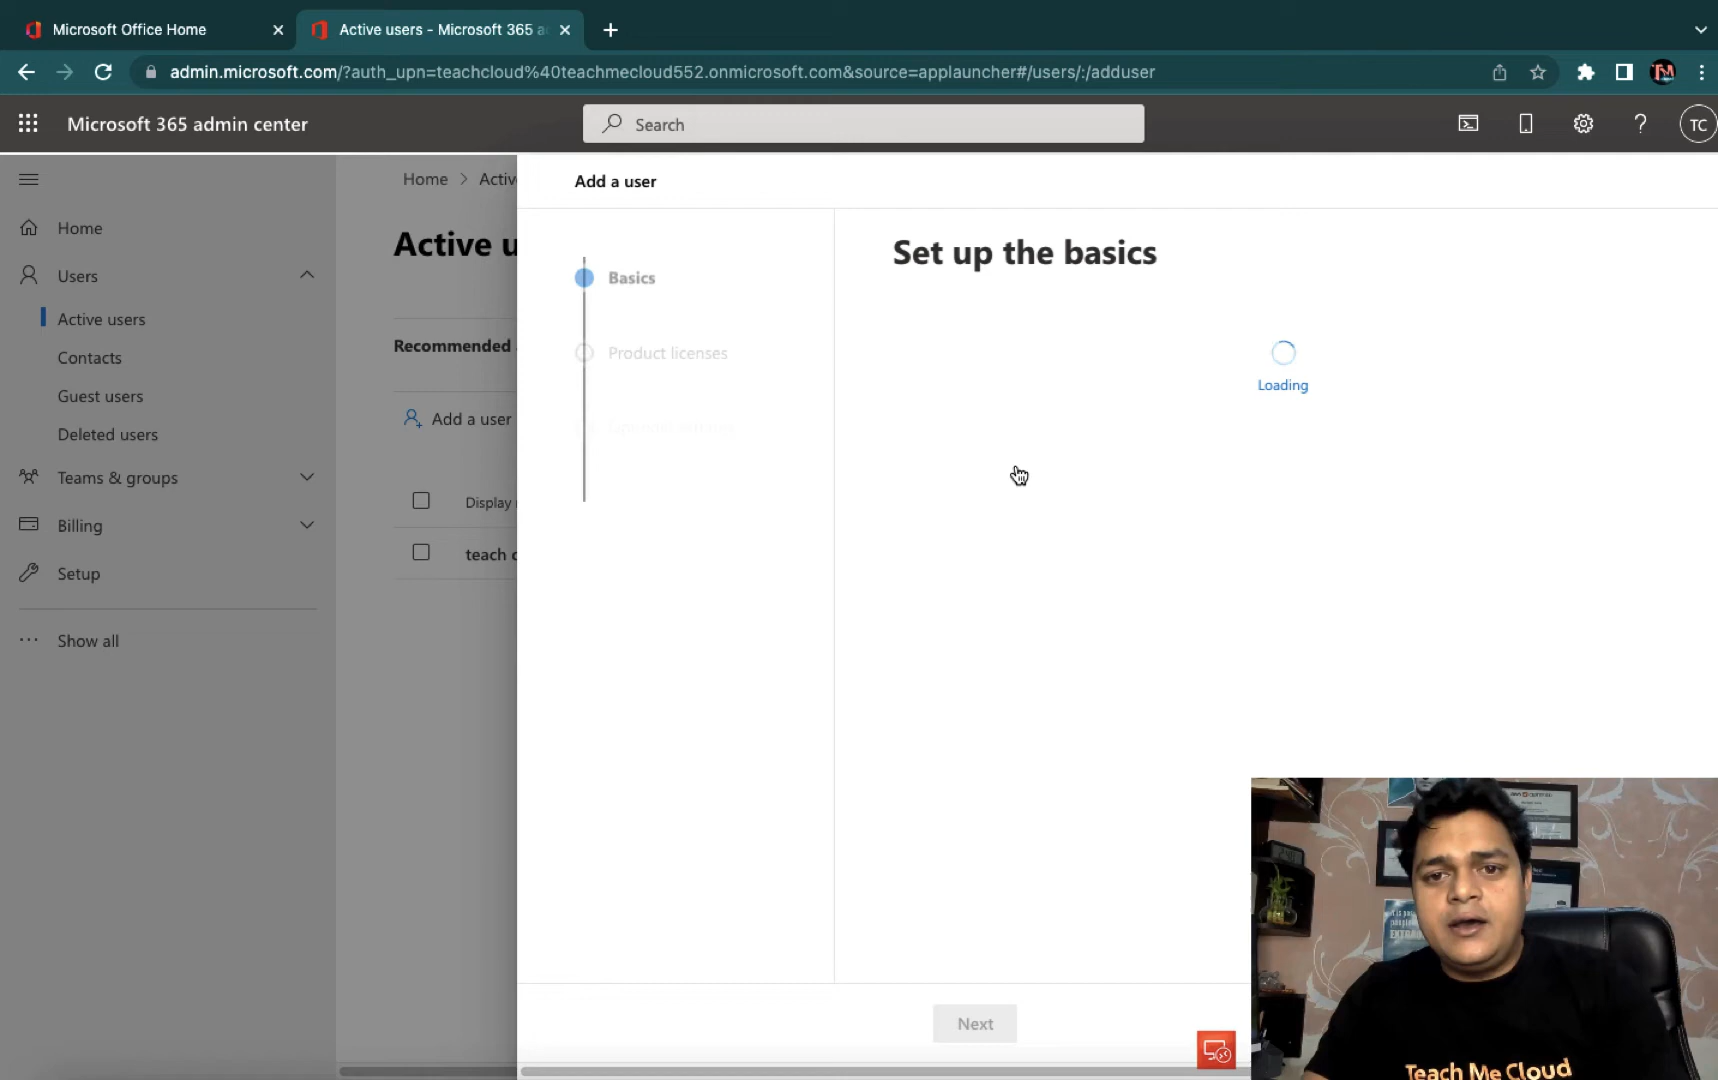 Microsoft Office Home
Active users - Microsoft 365 a
admin.microsoft.com/?auth_upn=teachcloud%40teachmecloud552.onmicrosoft.com&source=applauncher#/users/:/adduser
TM
Microsoft 365 admin center
Search
?
TC
Home
Users
Active users
Contacts
Guest users
Deleted users
Teams & groups
Billing
Setup
Show all
Home > Activ
Active u
Recommended
Add a user
Display
teach c
Add a user
Basics
Product licenses
Set up the basics
Loading
Next
Teach Me Cloud